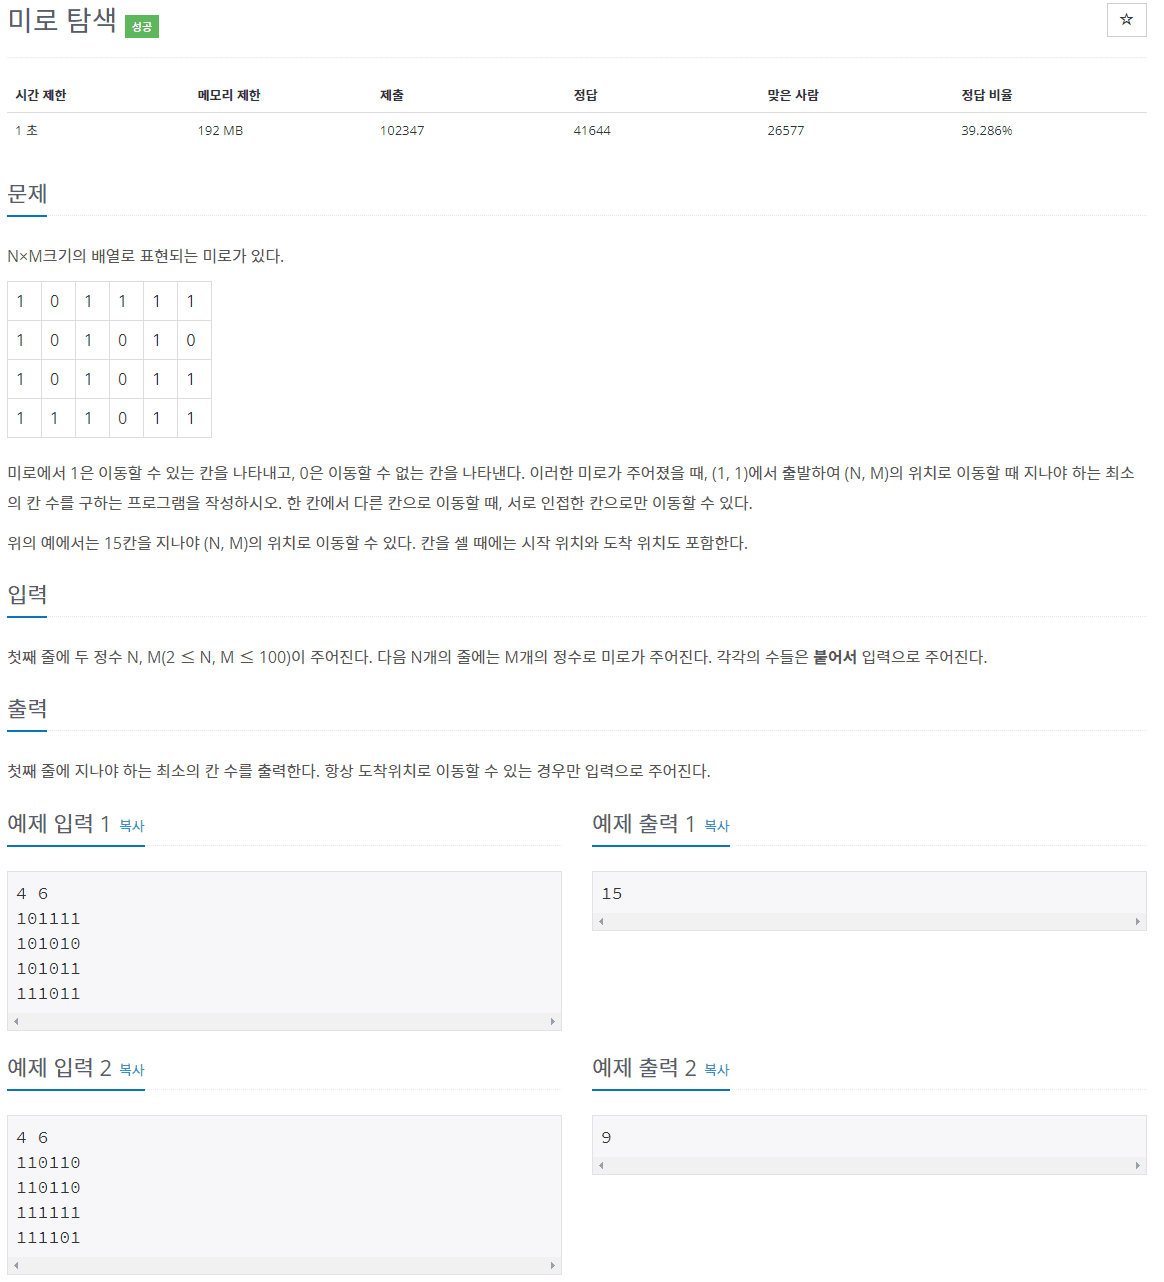 미로 탐색 성공
☆
시간 제한 메모리 제한 제출 정답 맞은 사람 정답 비율
1 초 192 MB 102347 41644 26577 39.286%
문제
N×M크기의 배열로 표현되는 미로가 있다.
1 0 1 1 1 1
1 0 1 0 1 0
1 0 1 0 1 1
1 1 1 0 1 1
미로에서 1은 이동할 수 있는 칸을 나타내고, 0은 이동할 수 없는 칸을 나타낸다. 이러한 미로가 주어졌을 때, (1, 1)에서 출발하여 (N, M)의 위치로 이동할 때 지나야 하는 최소
의 칸 수를 구하는 프로그램을 작성하시오. 한 칸에서 다른 칸으로 이동할 때, 서로 인접한 칸으로만 이동할 수 있다.
위의 예에서는 15칸을 지나야 (N, M)의 위치로 이동할 수 있다. 칸을 셀 때에는 시작 위치와 도착 위치도 포함한다.
입력
첫째 줄에 두 정수 N, M(2 ≤ N, M ≤ 100)이 주어진다. 다음 N개의 줄에는 M개의 정수로 미로가 주어진다. 각각의 수들은 붙어서 입력으로 주어진다.
출력
첫째 줄에 지나야 하는 최소의 칸 수를 출력한다. 항상 도착위치로 이동할 수 있는 경우만 입력으로 주어진다.
예제 입력 1 복사
4 6
101111
101010
101011
111011
예제 출력 1 복사
15
예제 입력 2 복사
4 6
110110
110110
111111
111101
예제 출력 2 복사
9